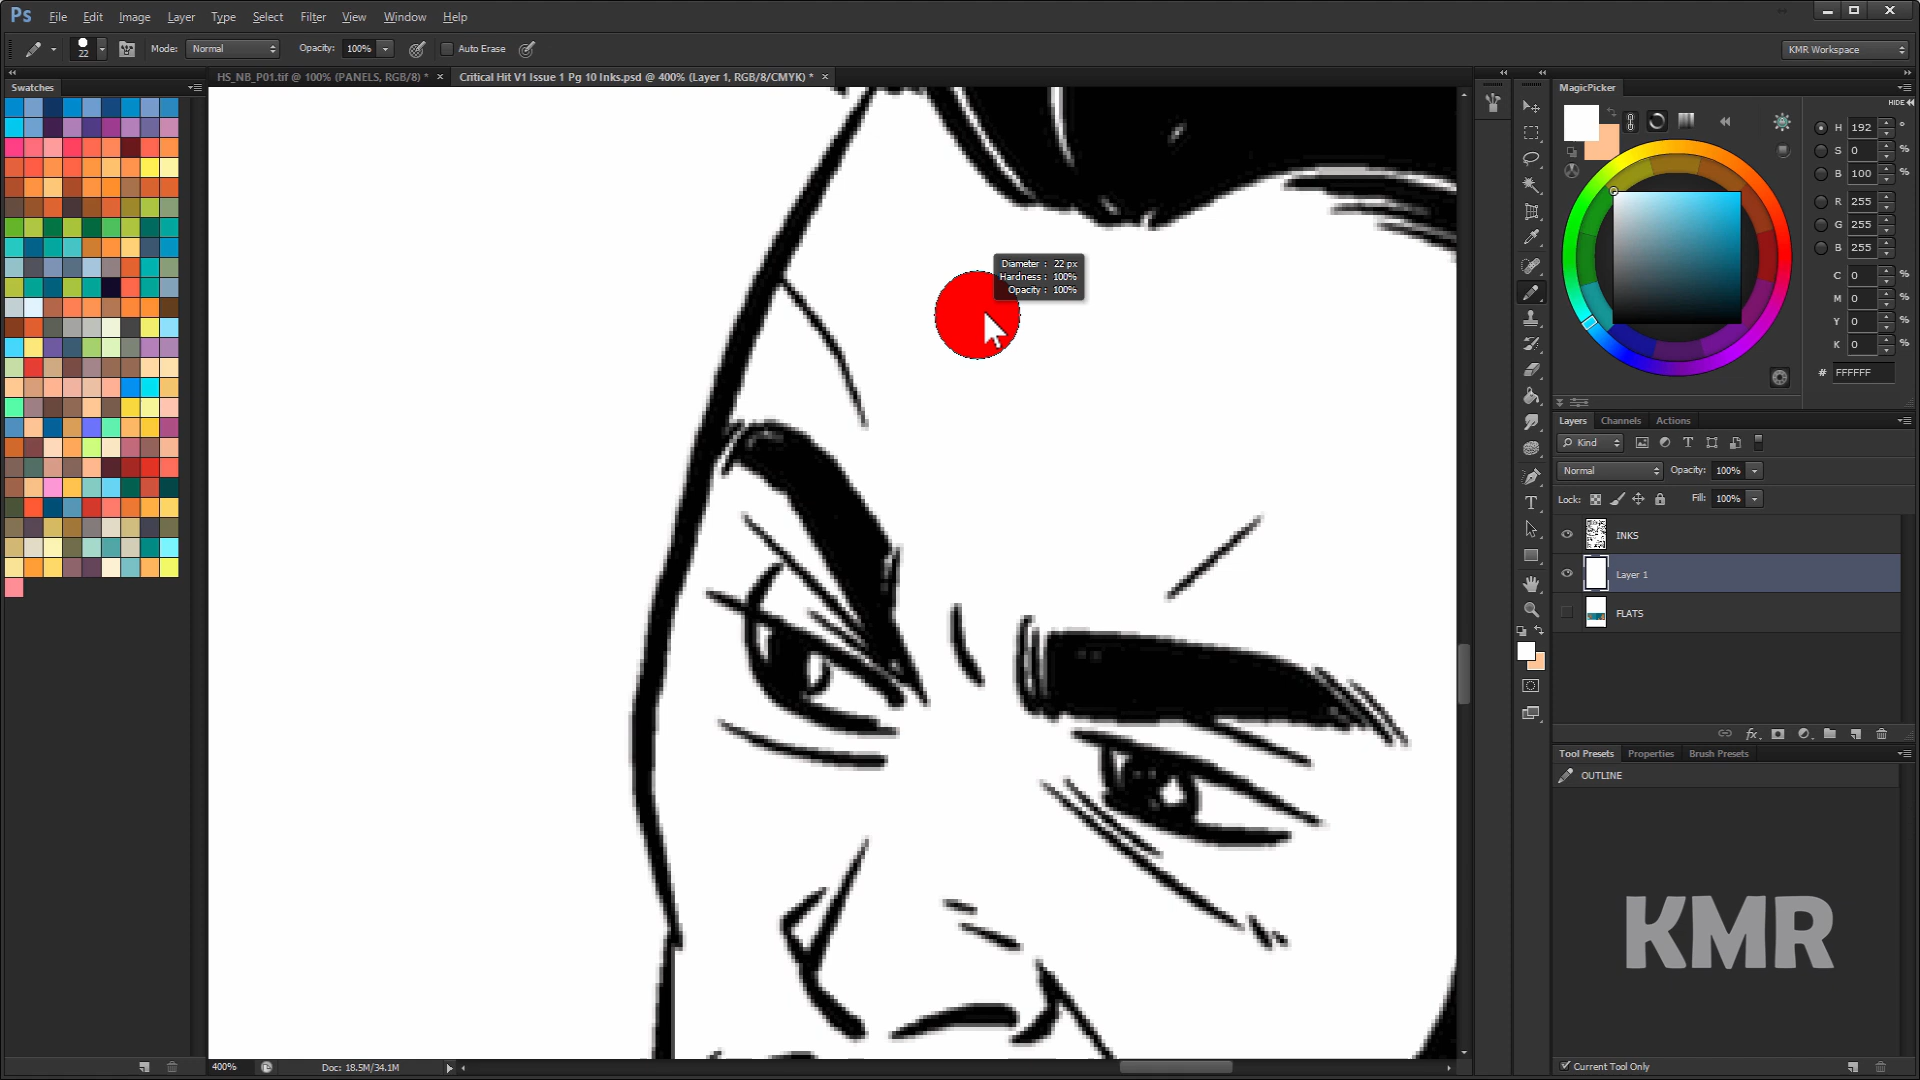 Ps File Edit Image Layer Type Select Filter View Window Help
22 Mode: Normal Opacity: 100% Auto Erase KMR Workspace
HS_NB_P01.tif @ 100% (PANELS, RGB/8) * × Critical Hit V1 Issue 1 Pg 10 Inks.psd @ 400% (Layer 1, RGB/8/CMYK) * ×
Swatches
MagicPicker
HIDE
H 192 °
S 0 %
B 100 %
R 255
G 255
B 255
C 0 %
M 0 %
Y 0 %
K 0 %
# FFFFFF
Diameter : 22 px
Hardness : 100%
Opacity : 100%
Layers Channels Actions
Kind
Normal Opacity: 100%
Lock: Fill: 100%
INKS
Layer 1
FLATS
fx
Tool Presets Properties Brush Presets
OUTLINE
KMR
Current Tool Only
400% Doc: 18.5M/34.1M